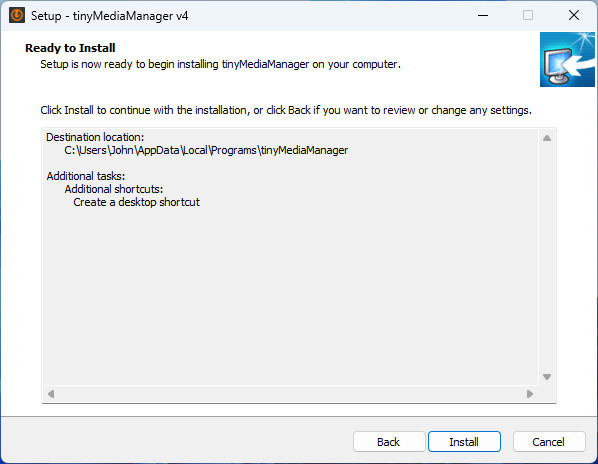 Setup - tinyMediaManager v4
Ready to Install
Setup is now ready to begin installing tinyMediaManager on your computer.
Click Install to continue with the installation, or click Back if you want to review or change any settings.
Destination location:
C:\Users\John\AppData\Local\Programs\tinyMediaManager
Additional tasks:
Additional shortcuts:
Create a desktop shortcut
Back
Install
Cancel